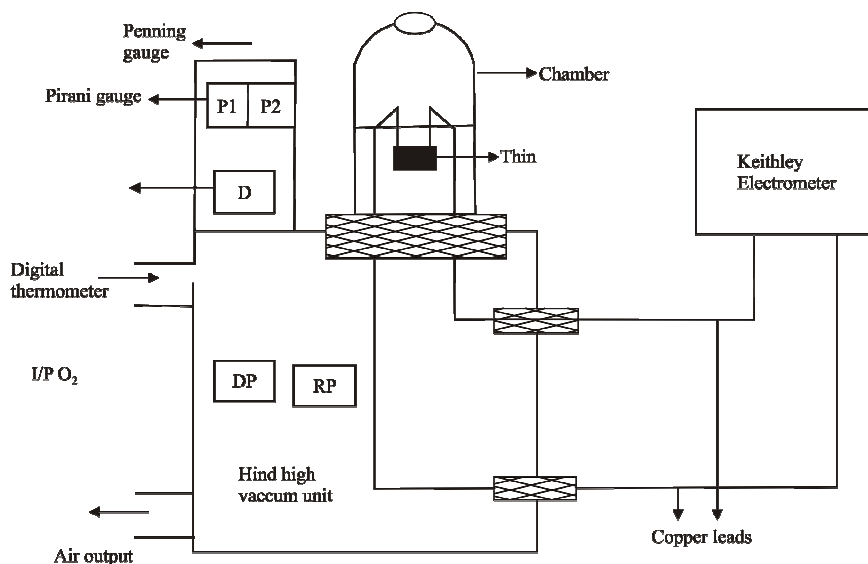 Penning
gauge
Pirani gauge
P1 P2
Chamber
Thin
Keithley
Electrometer
D
Digital
thermometer
I/P O₂
DP
RP
Hind high
vaccum unit
Copper leads
Air output